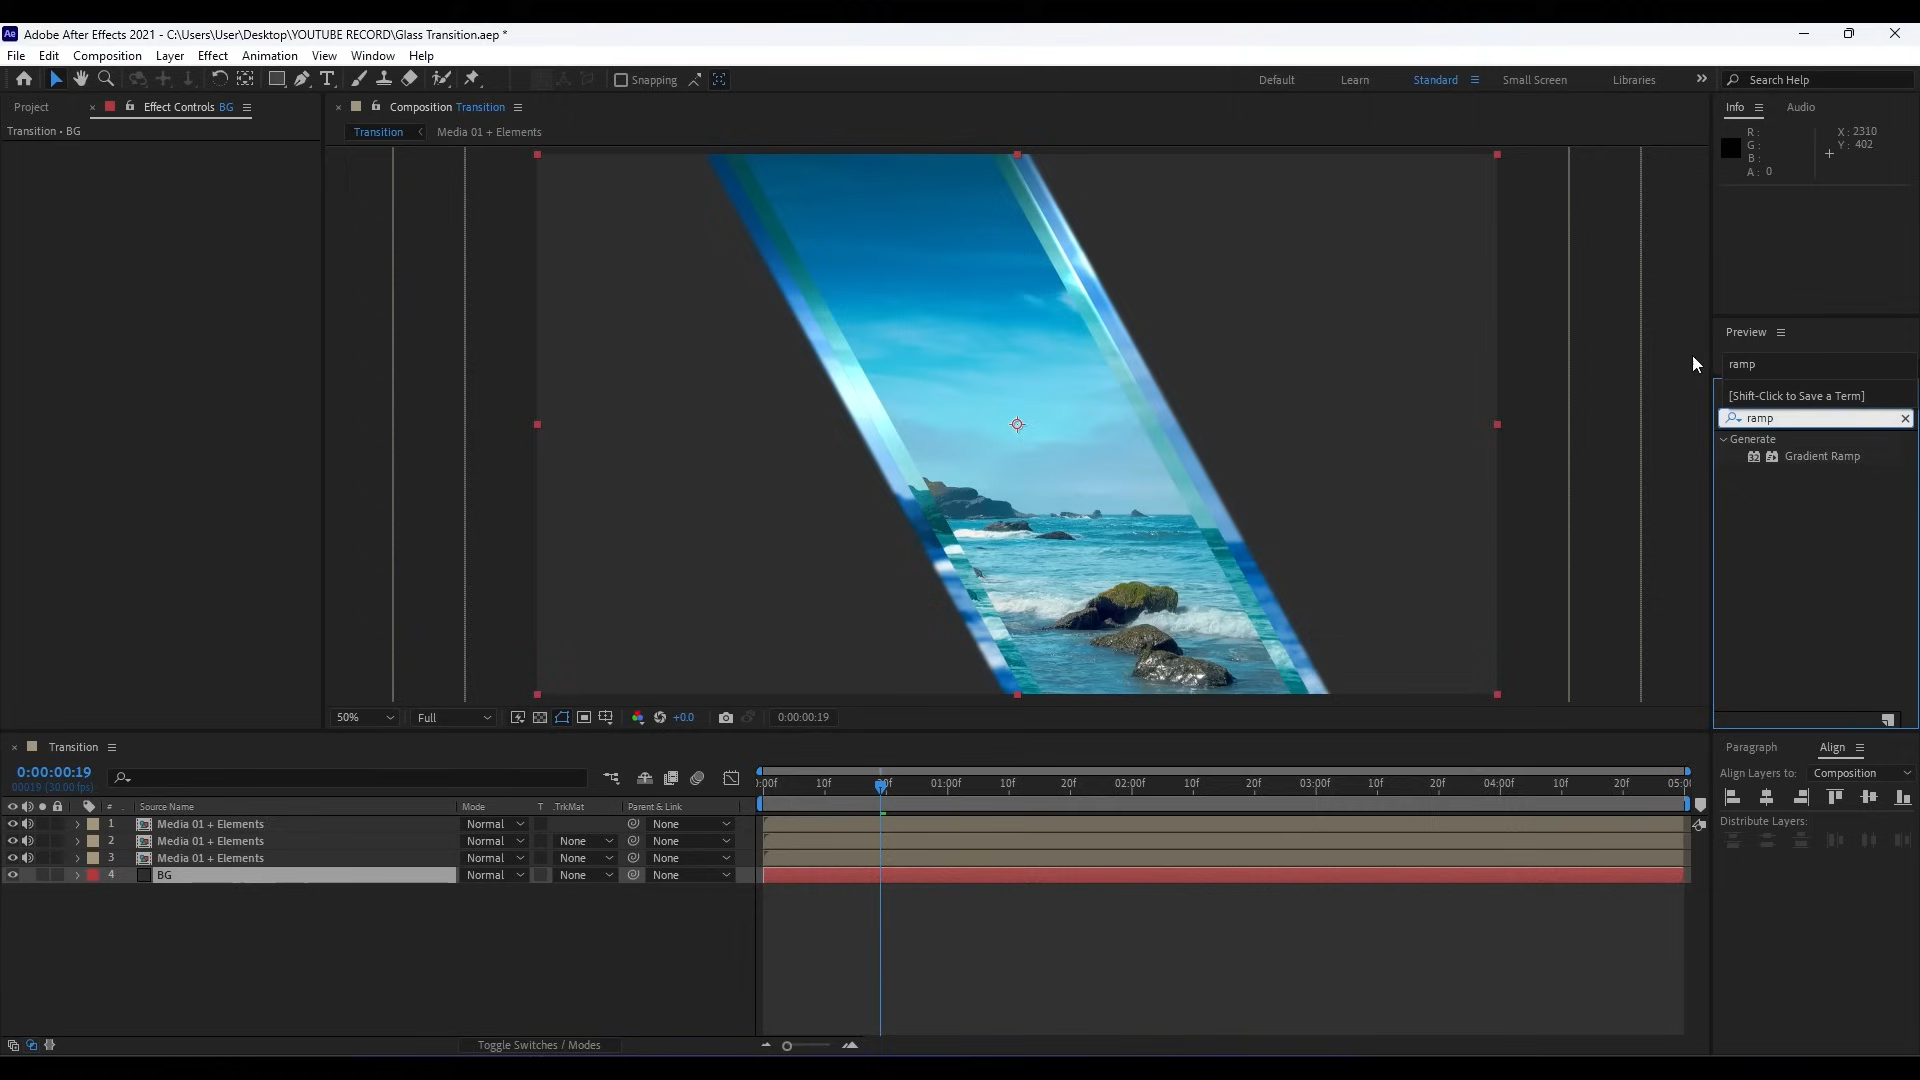 Ae Adobe After Effects 2021 - C:\Users\User\Desktop\YOUTUBE RECORD\Glass Transition.aep *
File Edit Composition Layer Effect Animation View Window Help
Snapping Default Learn Standard Small Screen Libraries Search Help
Project Effect Controls BG Composition Transition Info Audio
Transition • BG
Transition Media 01 + Elements
R :
G :
B :
A : 0
X : 2310
Y : 402
Preview
ramp
[Shift-Click to Save a Term]
ramp
Generate
32 Gradient Ramp
50% Full +0.0 0:00:00:19
Transition
Paragraph Align
0:00:00:19
00019 (30.00 fps)
:00f 10f 20f 01:00f 10f 20f 02:00f 10f 20f 03:00f 10f 20f 04:00f 10f 20f 05:00
Align Layers to: Composition
Distribute Layers:
# Source Name Mode T .TrkMat Parent & Link
1 Media 01 + Elements Normal None
2 Media 01 + Elements Normal None None
3 Media 01 + Elements Normal None None
4 BG Normal None None
Toggle Switches / Modes